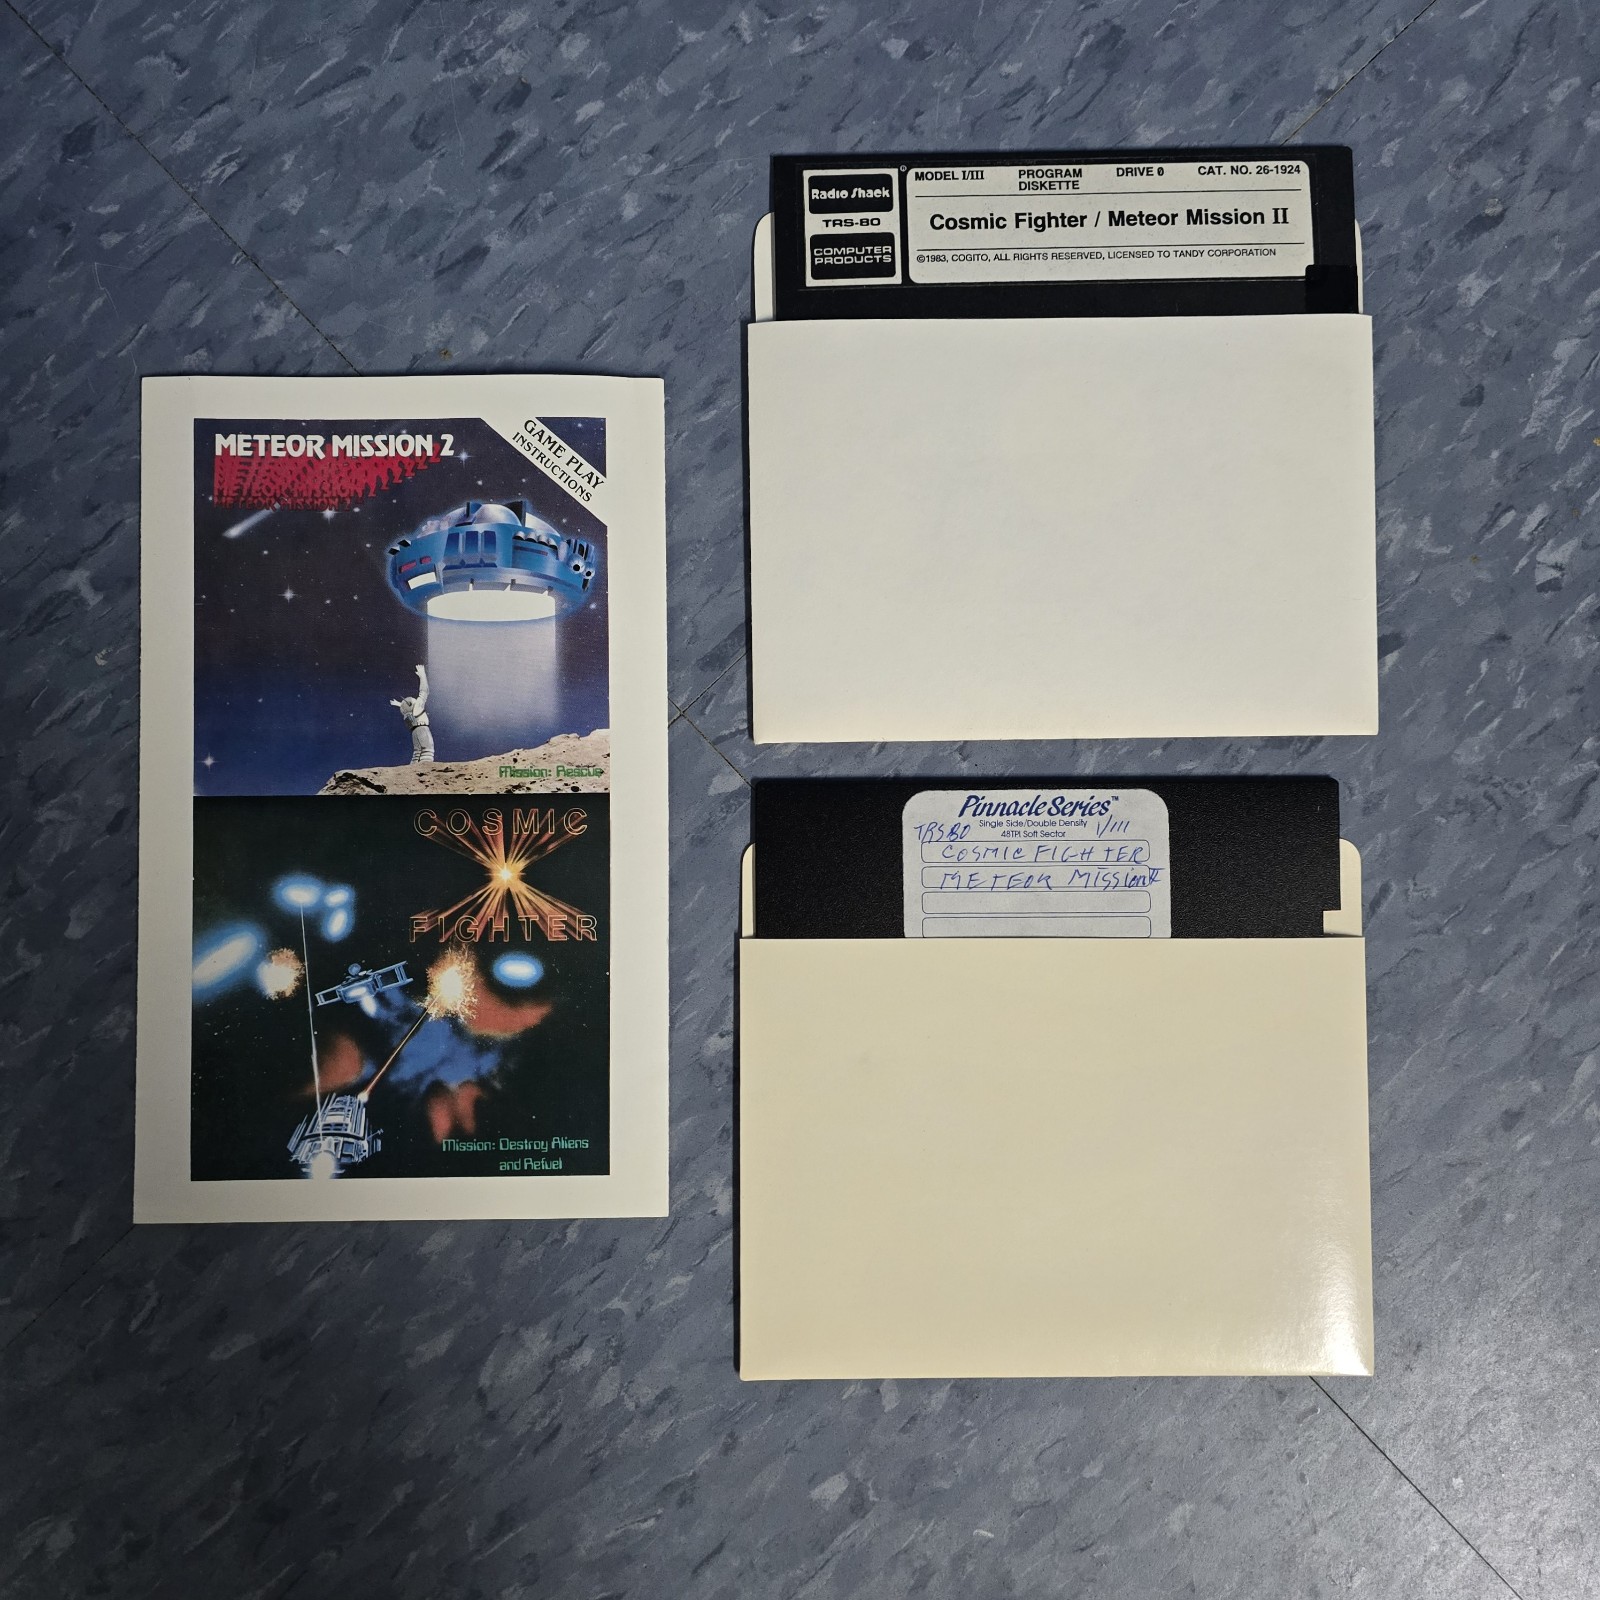 METEOR MISSION 2
GAME PLAY
INSTRUCTIONS
Mission: Rescue
COSMIC
FIGHTER
Mission: Destroy Aliens
and Refuel
Radio Shack
®
TRS-80
COMPUTER
PRODUCTS
MODEL I/III PROGRAM DISKETTE DRIVE 0 CAT. NO. 26-1924
Cosmic Fighter / Meteor Mission II
©1983, COGITO, ALL RIGHTS RESERVED, LICENSED TO TANDY CORPORATION
Pinnacle Series™
Single Side/Double Density
48TPI Soft Sector
TRS80 I/III
COSMIC FIGHTER
METEOR MISSION II